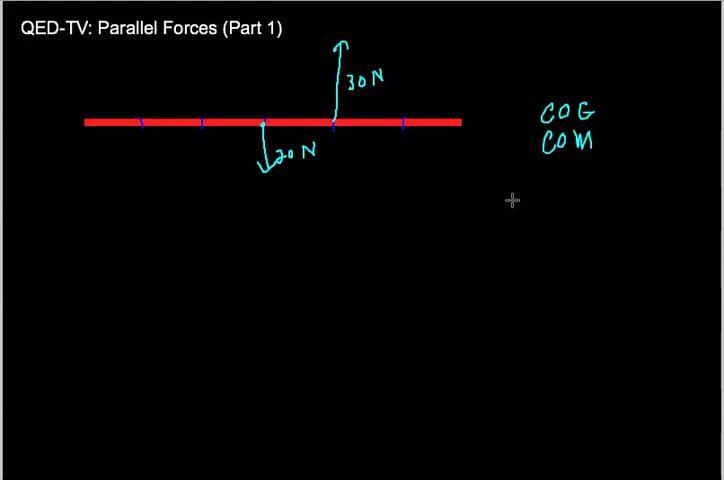 QED-TV: Parallel Forces (Part 1)
30 N
20 N
COG
COM